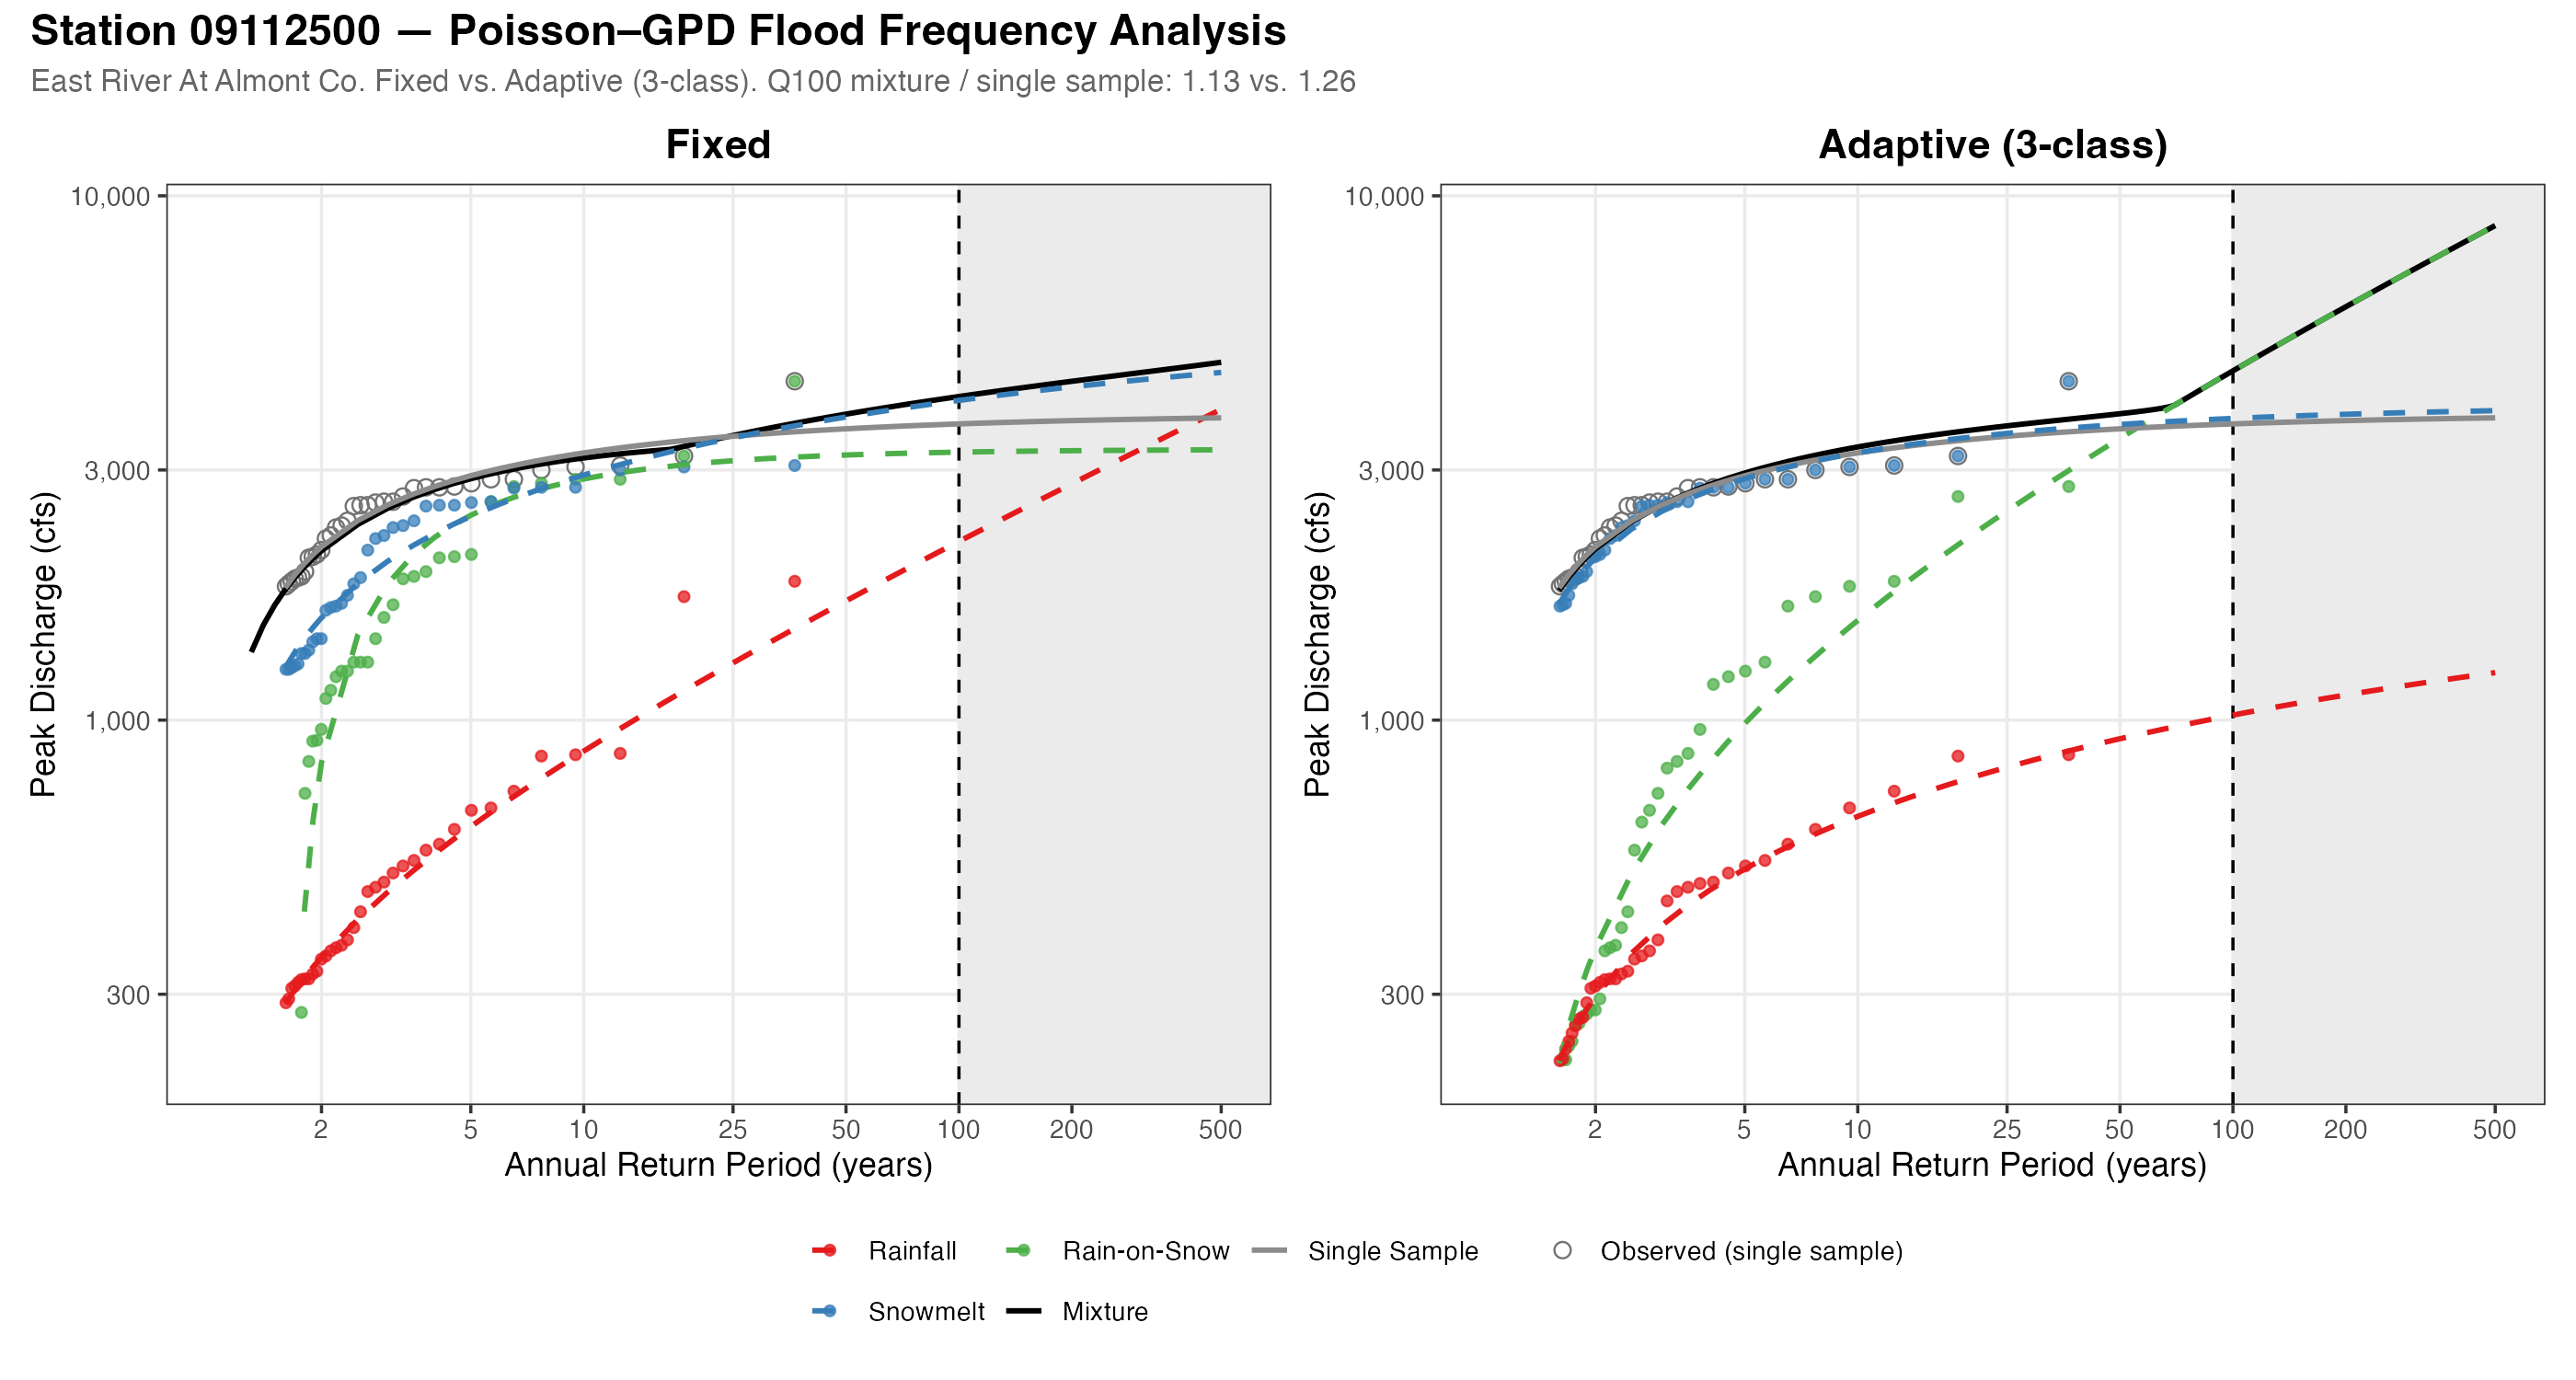 Station 09112500 — Poisson–GPD Flood Frequency Analysis
East River At Almont Co. Fixed vs. Adaptive (3-class). Q100 mixture / single sample: 1.13 vs. 1.26
Fixed
10,000
3,000
1,000
300
Peak Discharge (cfs)
2 5 10 25 50 100 200 500
Annual Return Period (years)
Adaptive (3-class)
10,000
3,000
1,000
300
Peak Discharge (cfs)
2 5 10 25 50 100 200 500
Annual Return Period (years)
Rainfall Rain-on-Snow Single Sample Observed (single sample)
Snowmelt Mixture